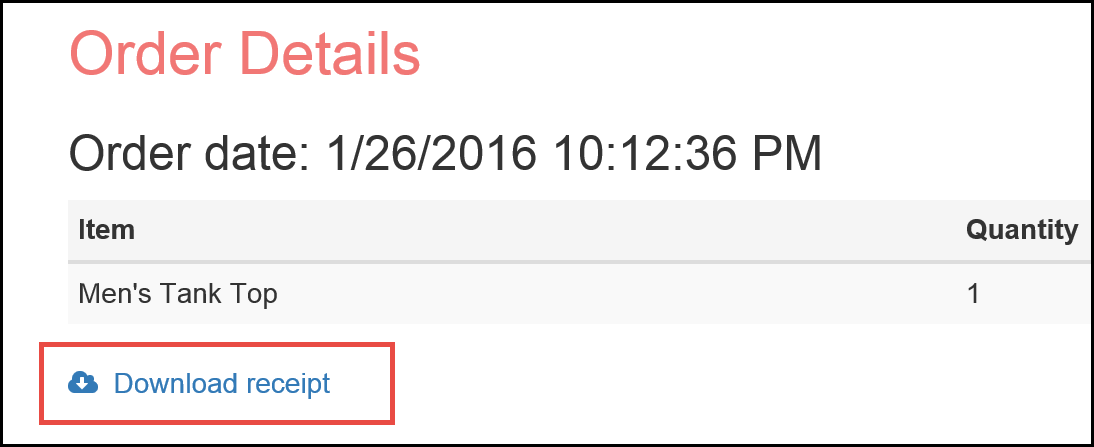 Order Details
Order date: 1/26/2016 10:12:36 PM
Item Quantity
Men's Tank Top 1
Download receipt